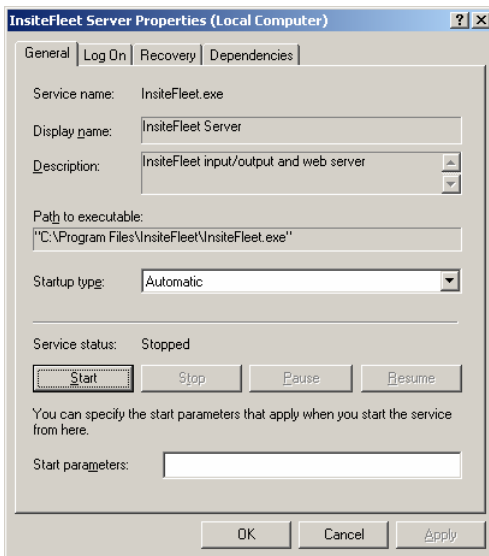 InsiteFleet Server Properties (Local Computer)
General Log On Recovery Dependencies
Service name: InsiteFleet.exe
Display name: InsiteFleet Server
Description: InsiteFleet input/output and web server
Path to executable:
"C:\Program Files\InsiteFleet\InsiteFleet.exe"
Startup type: Automatic
Service status: Stopped
Start Stop Pause Resume
You can specify the start parameters that apply when you start the service
from here.
Start parameters:
OK Cancel Apply